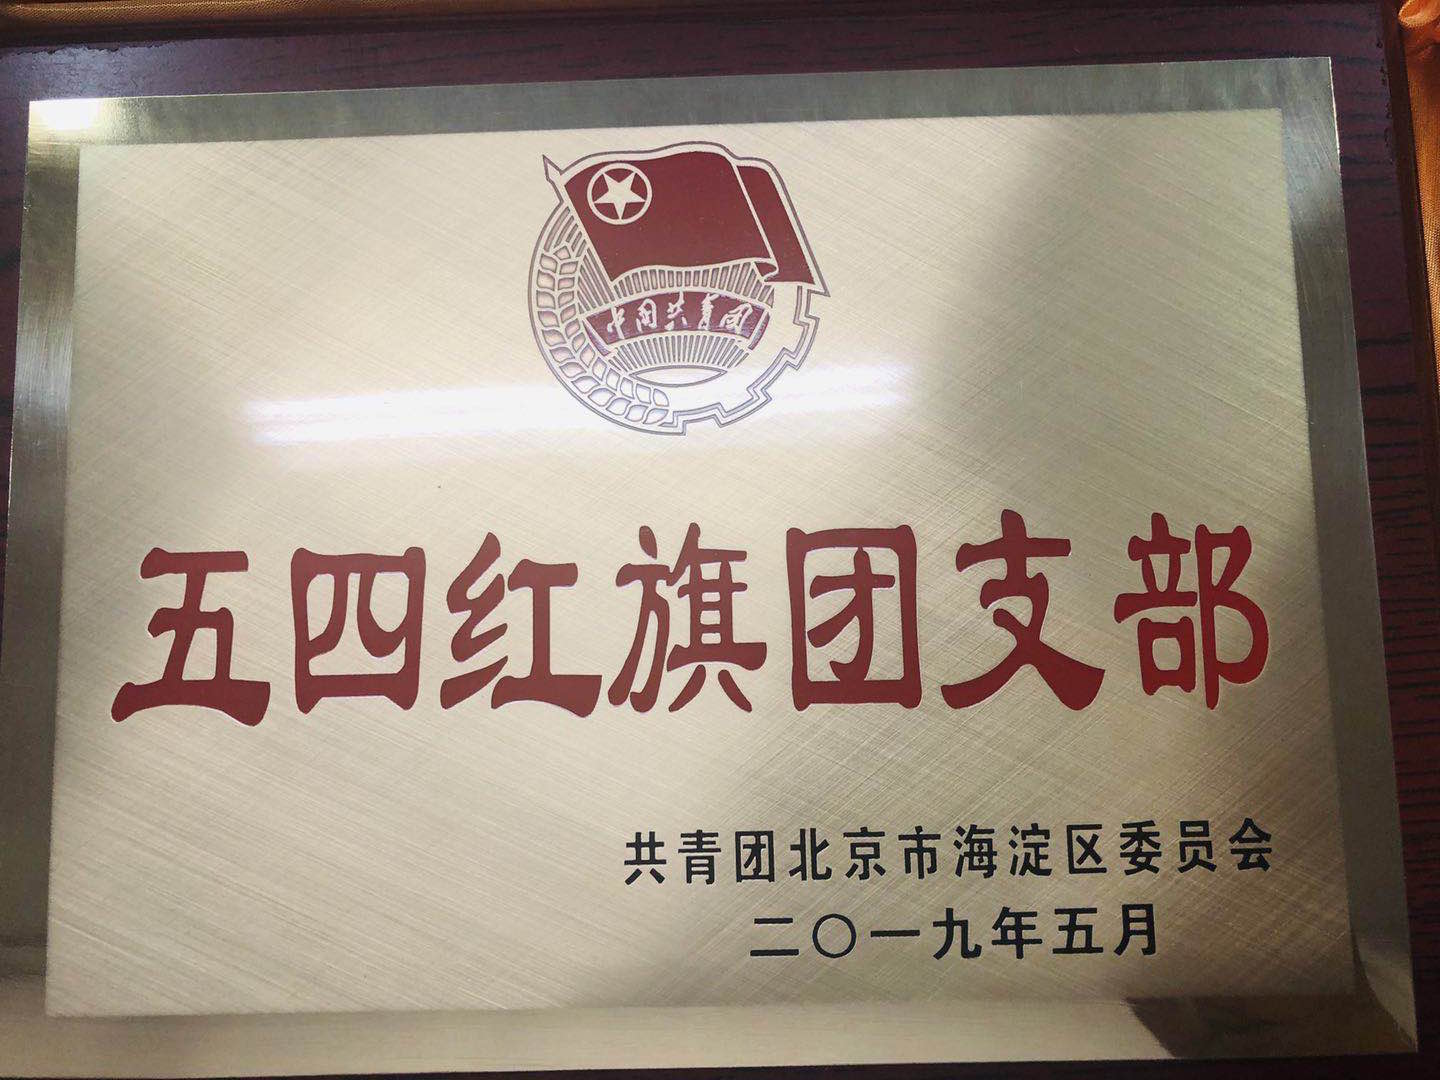 中国共青团
五四红旗团支部
共青团北京市海淀区委员会
二〇一九年五月